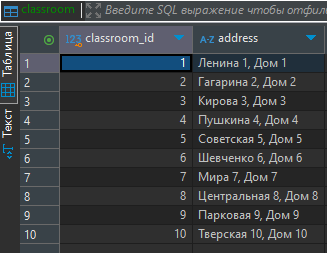 classroom Введите SQL выражение чтобы отфил
Таблица
Текст
123 classroom_id A-Z address
1 1 Ленина 1, Дом 1
2 2 Гагарина 2, Дом 2
3 3 Кирова 3, Дом 3
4 4 Пушкина 4, Дом 4
5 5 Советская 5, Дом 5
6 6 Шевченко 6, Дом 6
7 7 Мира 7, Дом 7
8 8 Центральная 8, Дом 8
9 9 Парковая 9, Дом 9
10 10 Тверская 10, Дом 10